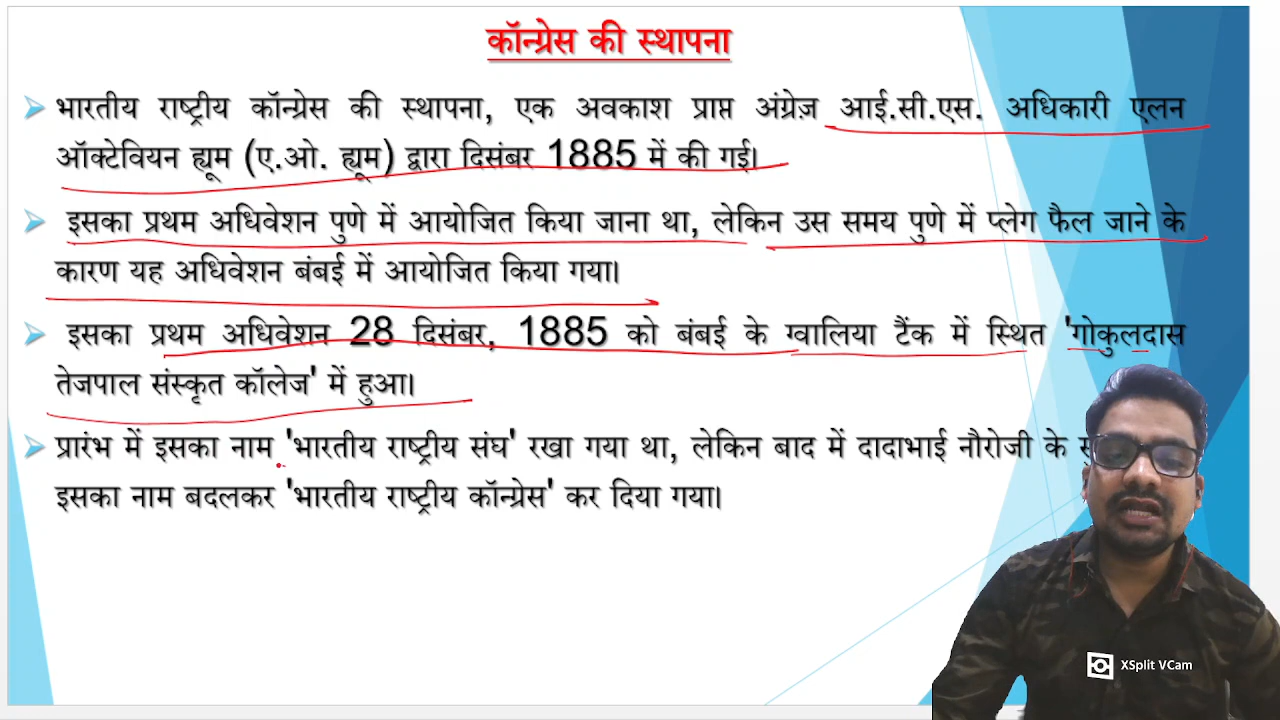 कॉन्ग्रेस की स्थापना
भारतीय राष्ट्रीय कॉन्ग्रेस की स्थापना, एक अवकाश प्राप्त अंग्रेज़ आई.सी.एस. अधिकारी एलन
ऑक्टेवियन ह्यूम (ए.ओ. ह्यूम) द्वारा दिसंबर 1885 में की गई।
इसका प्रथम अधिवेशन पुणे में आयोजित किया जाना था, लेकिन उस समय पुणे में प्लेग फैल जाने के
कारण यह अधिवेशन बंबई में आयोजित किया गया।
इसका प्रथम अधिवेशन 28 दिसंबर, 1885 को बंबई के ग्वालिया टैंक में स्थित 'गोकुलदास
तेजपाल संस्कृत कॉलेज' में हुआ।
प्रारंभ में इसका नाम 'भारतीय राष्ट्रीय संघ' रखा गया था, लेकिन बाद में दादाभाई नौरोजी के
इसका नाम बदलकर 'भारतीय राष्ट्रीय कॉन्ग्रेस' कर दिया गया।
XSplit VCam